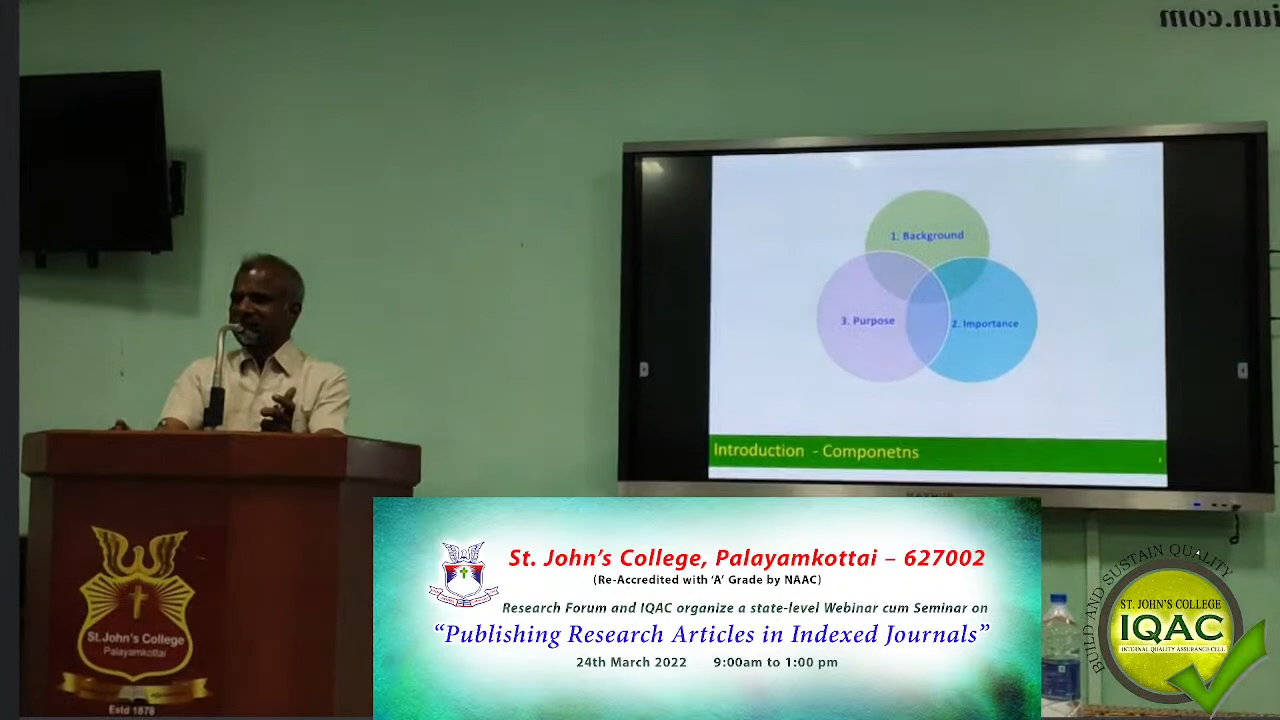 iun.com
1. Background
3. Purpose
2. Importance
Introduction - Componetns
St.John's College
Palayamkottai
Estd 1878
St. John's College, Palayamkottai – 627002
(Re-Accredited with 'A' Grade by NAAC)
Research Forum and IQAC organize a state-level Webinar cum Seminar on
"Publishing Research Articles in Indexed Journals"
24th March 2022 9:00am to 1:00 pm
BUILD AND SUSTAIN QUALITY
ST. JOHN'S COLLEGE
IQAC
INTERNAL QUALITY ASSURANCE CELL